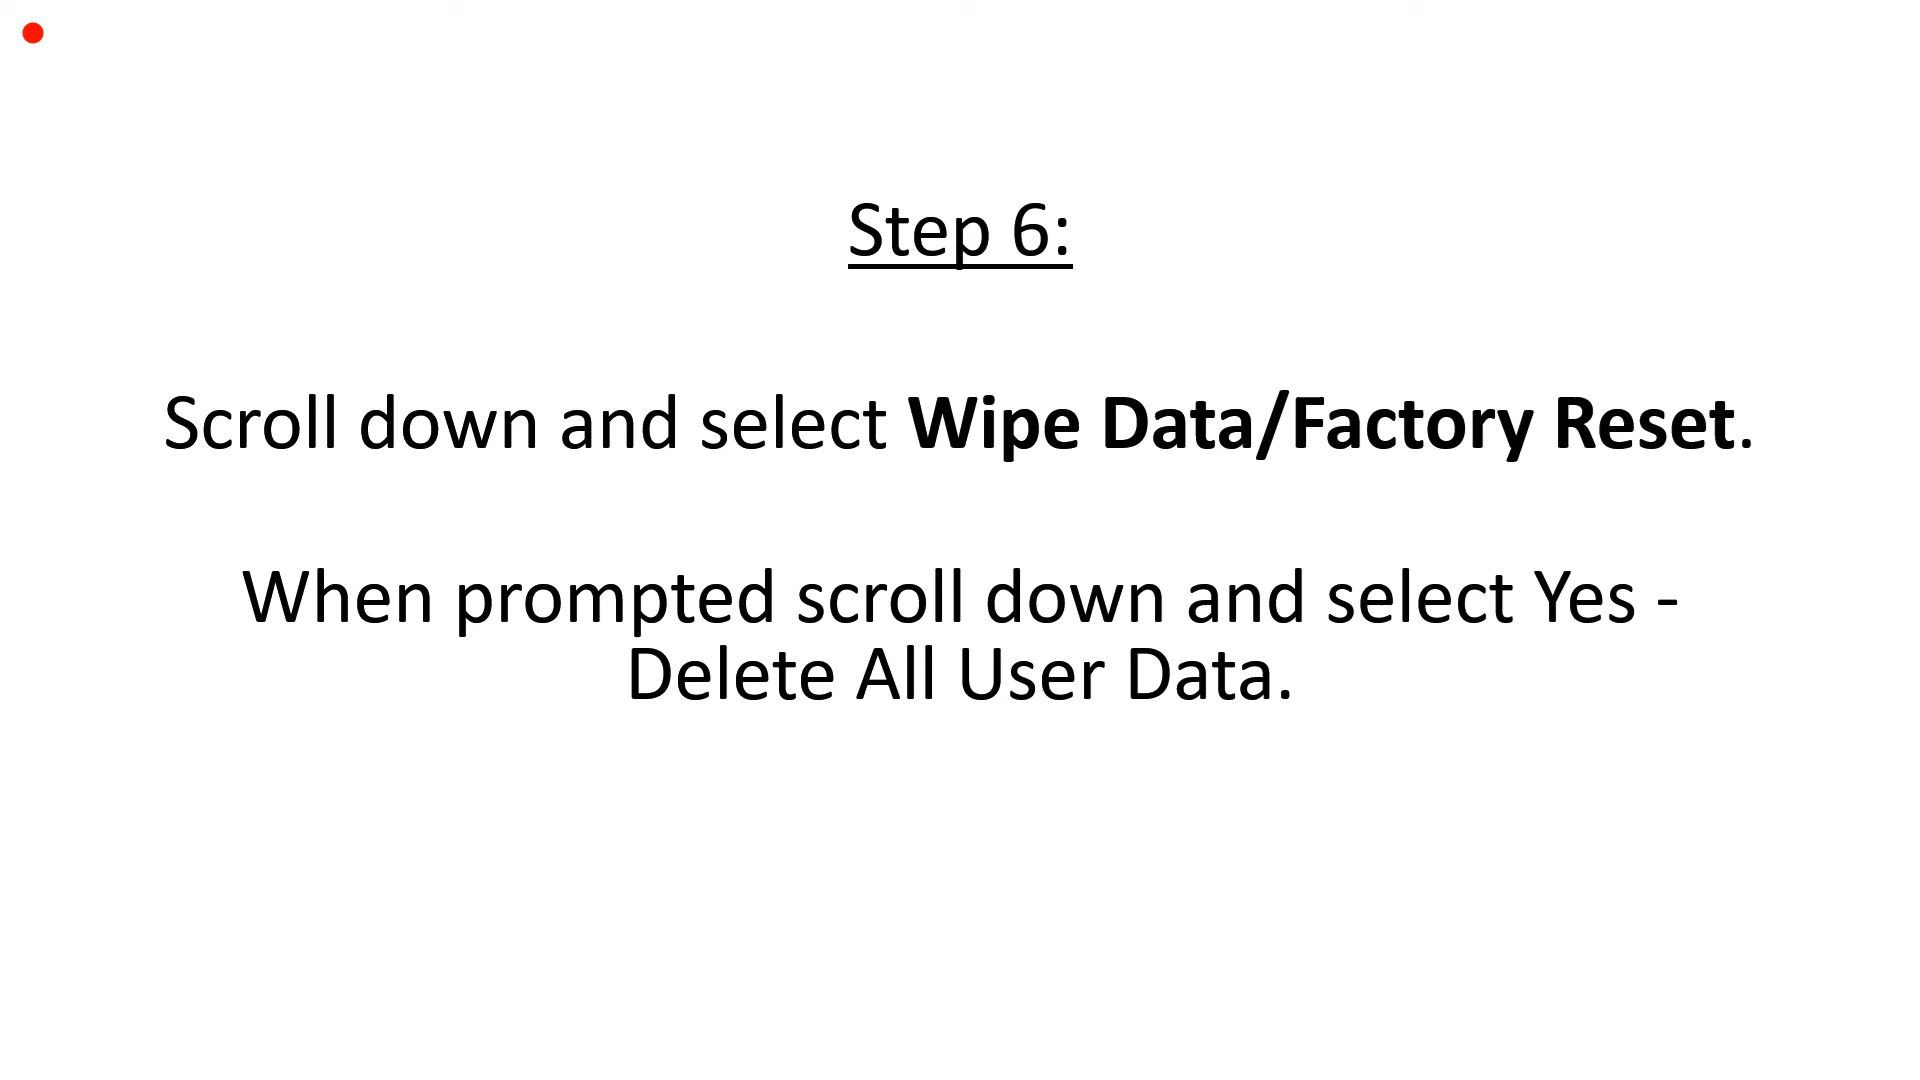 Step 6:
Scroll down and select Wipe Data/Factory Reset.
When prompted scroll down and select Yes -
Delete All User Data.